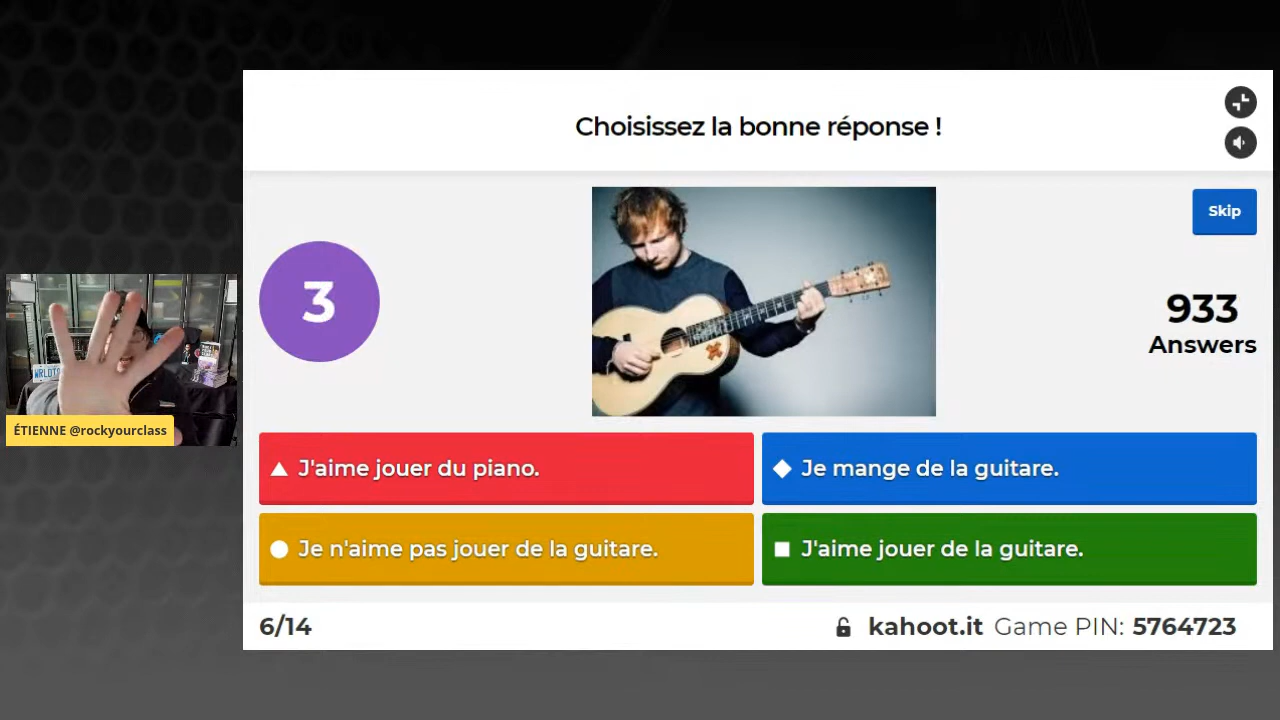 Choisissez la bonne réponse !
Skip
3
933
Answers
ÉTIENNE @rockyourclass
J'aime jouer du piano.
Je mange de la guitare.
Je n'aime pas jouer de la guitare.
J'aime jouer de la guitare.
6/14
kahoot.it Game PIN: 5764723